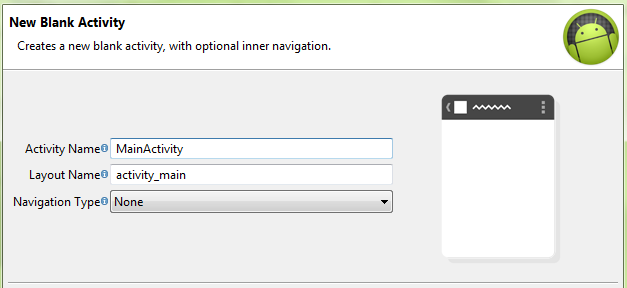 New Blank Activity
Creates a new blank activity, with optional inner navigation.
Activity Name MainActivity
Layout Name activity_main
Navigation Type None